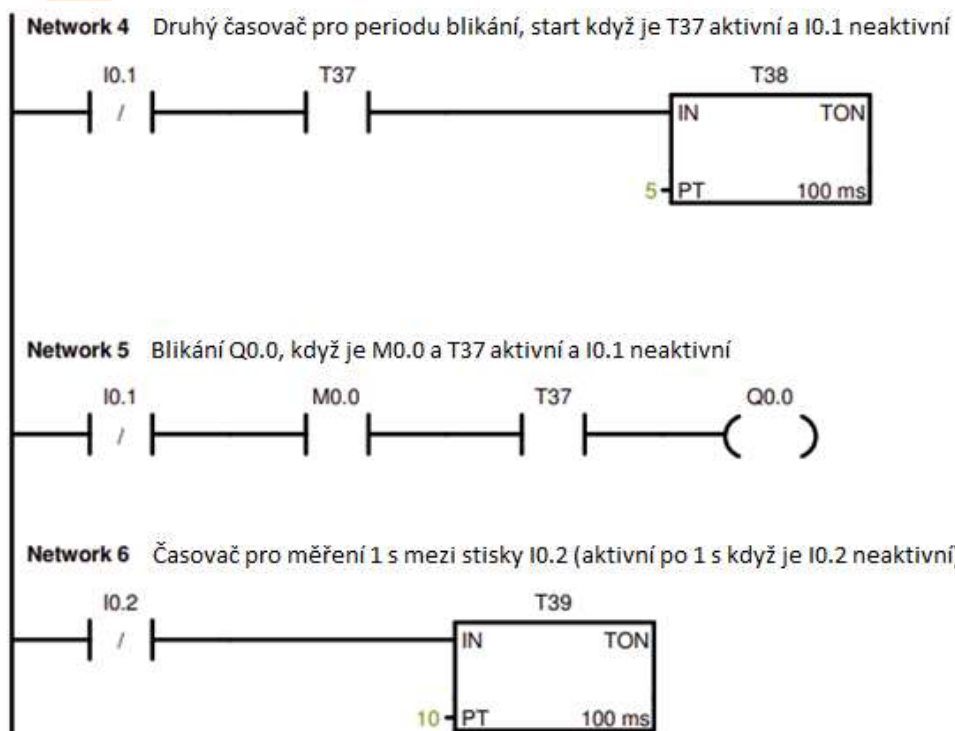 Network 4 Druhý časovač pro periodu blikání, start když je T37 aktivní a I0.1 neaktivní
I0.1 T37 T38
/ IN TON
5 PT 100 ms
Network 5 Blikání Q0.0, když je M0.0 a T37 aktivní a I0.1 neaktivní
I0.1 M0.0 T37 Q0.0
/
Network 6 Časovač pro měření 1 s mezi stisky I0.2 (aktivní po 1 s když je I0.2 neaktivní)
I0.2 T39
/ IN TON
10 PT 100 ms